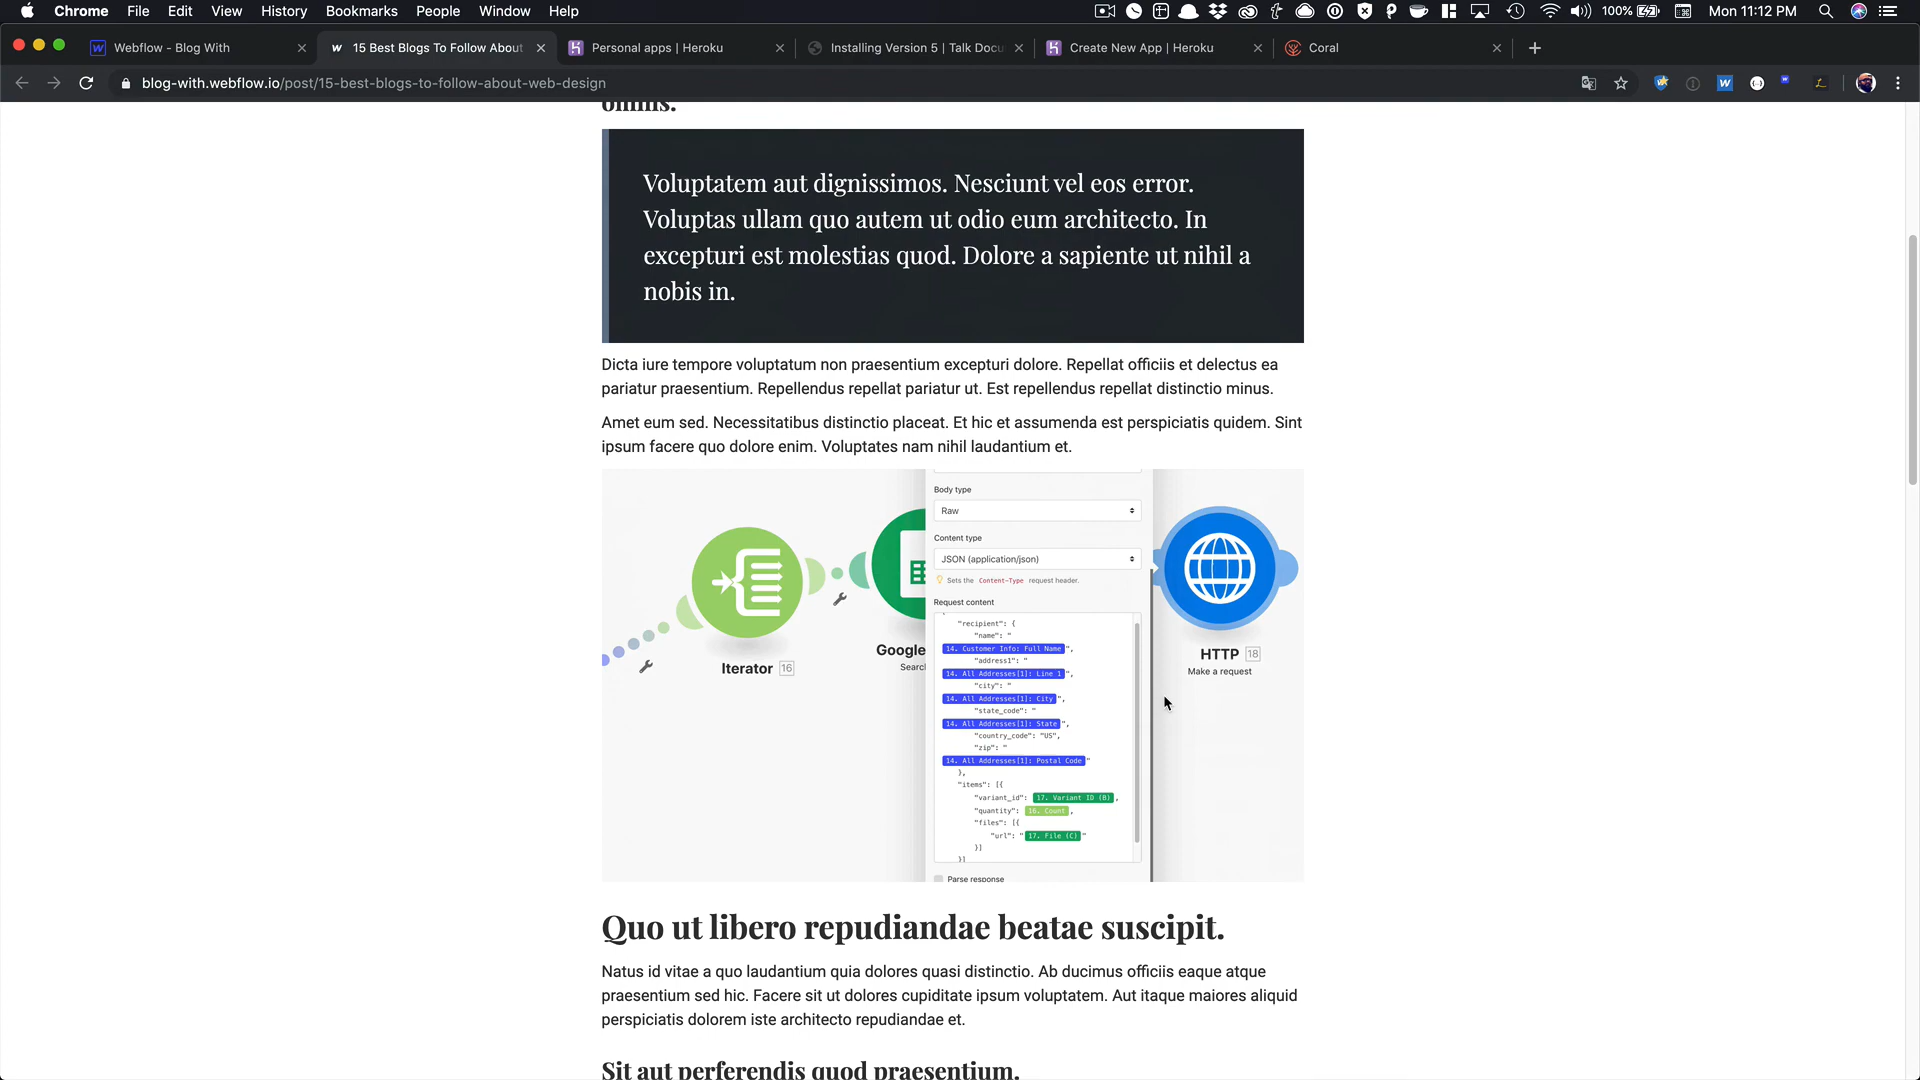 Chrome File Edit View History Bookmarks People Window Help
100% Mon 11:12 PM
Webflow - Blog With
15 Best Blogs To Follow About
Personal apps | Heroku
Installing Version 5 | Talk Docu
Create New App | Heroku
Coral
blog-with.webflow.io/post/15-best-blogs-to-follow-about-web-design
omnis.
Voluptatem aut dignissimos. Nesciunt vel eos error.
Voluptas ullam quo autem ut odio eum architecto. In
excepturi est molestias quod. Dolore a sapiente ut nihil a
nobis in.
Dicta iure tempore voluptatum non praesentium excepturi dolore. Repellat officiis et delectus ea
pariatur praesentium. Repellendus repellat pariatur ut. Est repellendus repellat distinctio minus.
Amet eum sed. Necessitatibus distinctio placeat. Et hic et assumenda est perspiciatis quidem. Sint
ipsum facere quo dolore enim. Voluptates nam nihil laudantium et.
Iterator 16
Google
Searc
Body type
Raw
Content type
JSON (application/json)
Sets the Content-Type request header.
Request content
"recipient": {
"name": "
14. Customer Info: Full Name ",
"address1": "
14. All Addresses[1]: Line 1 ",
"city": "
14. All Addresses[1]: City ",
"state_code": "
14. All Addresses[1]: State ",
"country_code": "US",
"zip": "
14. All Addresses[1]: Postal Code "
},
"items": [{
"variant_id": 17. Variant ID (B) ,
"quantity": 16. Count ,
"files": [{
"url": " 17. File (C) "
}]
}]
Parse response
HTTP 18
Make a request
Quo ut libero repudiandae beatae suscipit.
Natus id vitae a quo laudantium quia dolores quasi distinctio. Ab ducimus officiis eaque atque
praesentium sed hic. Facere sit ut dolores cupiditate ipsum voluptatem. Aut itaque maiores aliquid
perspiciatis dolorem iste architecto repudiandae et.
Sit aut perferendis quod praesentium.